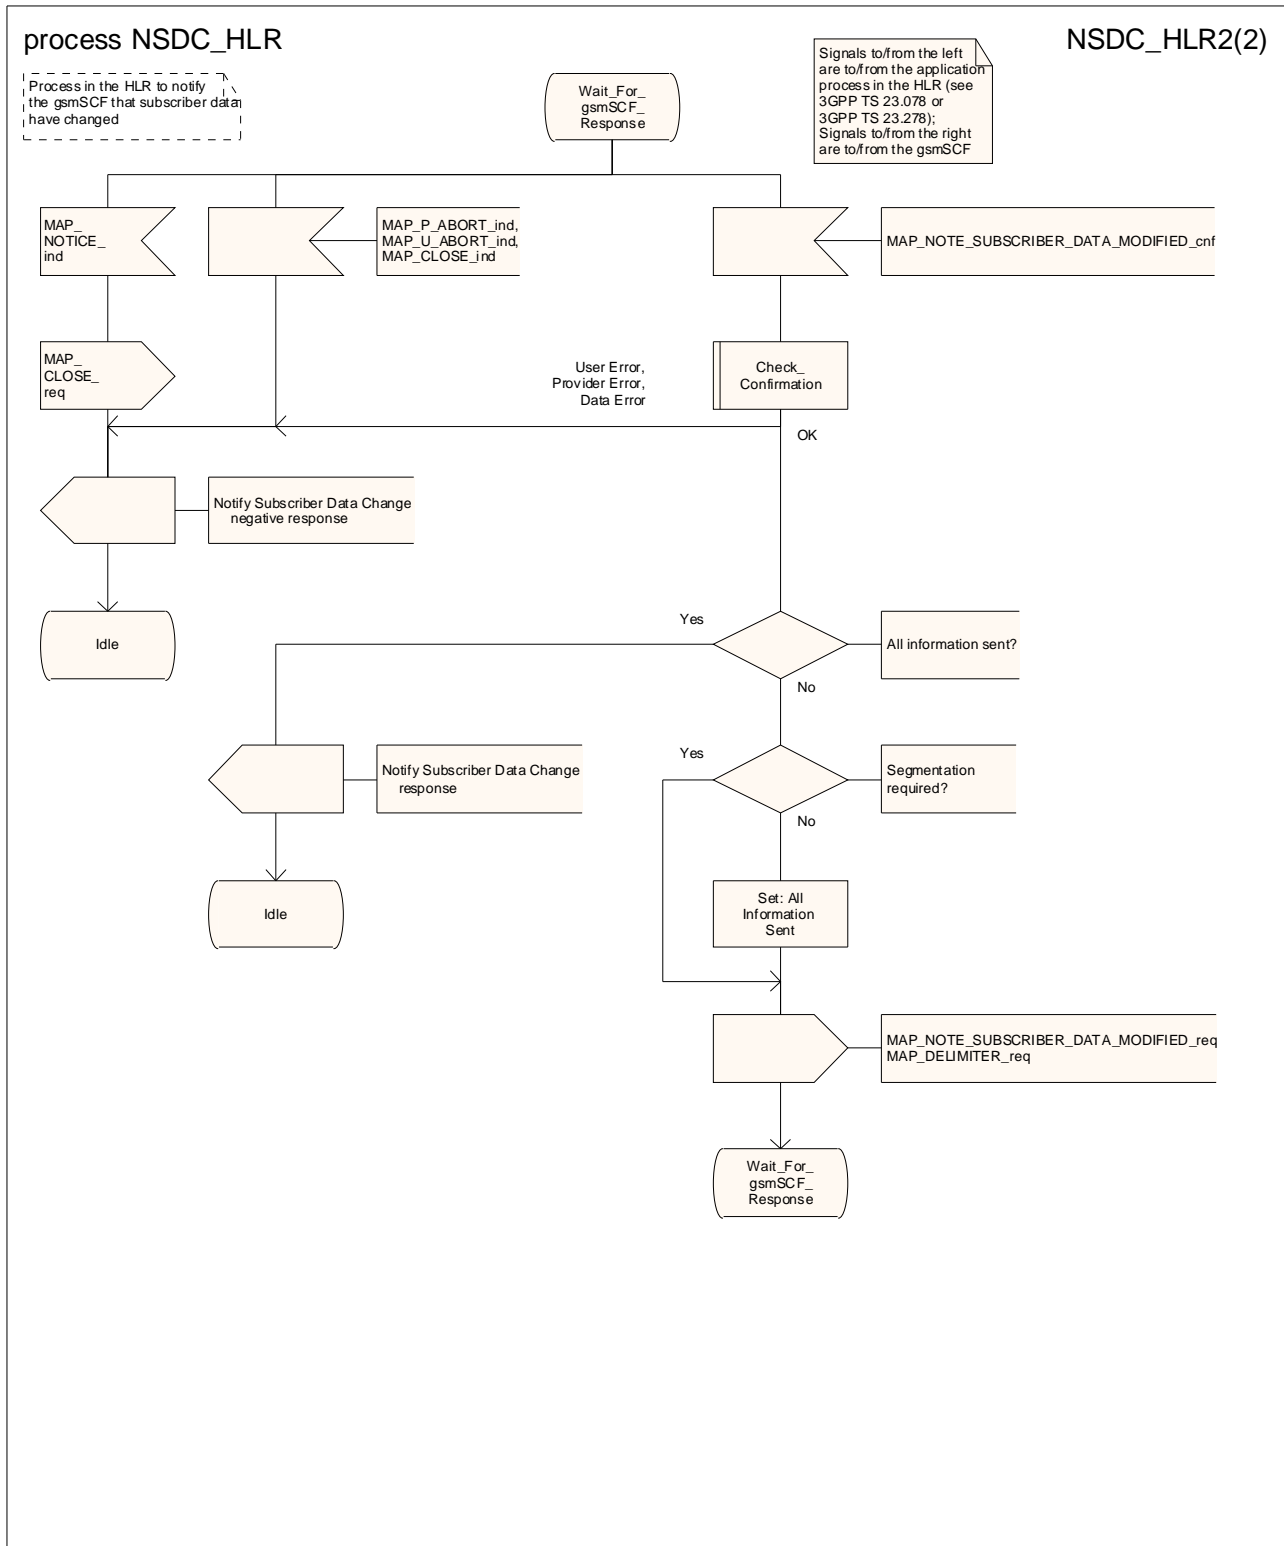 process NSDC_HLR
NSDC_HLR2(2)
Process in the HLR to notify
the gsmSCF that subscriber data
have changed
Wait_For_
gsmSCF_
Response
Signals to/from the left
are to/from the application
process in the HLR (see
3GPP TS 23.078 or
3GPP TS 23.278);
Signals to/from the right
are to/from the gsmSCF
MAP_
NOTICE_
ind
MAP_P_ABORT_ind,
MAP_U_ABORT_ind,
MAP_CLOSE_ind
MAP_NOTE_SUBSCRIBER_DATA_MODIFIED_cnf
MAP_
CLOSE_
req
User Error,
Provider Error,
Data Error
Check_
Confirmation
OK
Notify Subscriber Data Change
negative response
Idle
Yes
All information sent?
No
Notify Subscriber Data Change
response
Yes
Segmentation
required?
No
Idle
Set: All
Information
Sent
MAP_NOTE_SUBSCRIBER_DATA_MODIFIED_req
MAP_DELIMITER_req
Wait_For_
gsmSCF_
Response